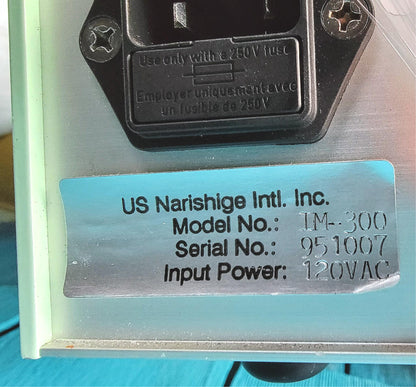 Use only with a 250V fuse
Employer uniquement avec
un fusible de 250V
US Narishige Intl. Inc.
Model No.: IM-300
Serial No.: 951007
Input Power: 120VAC